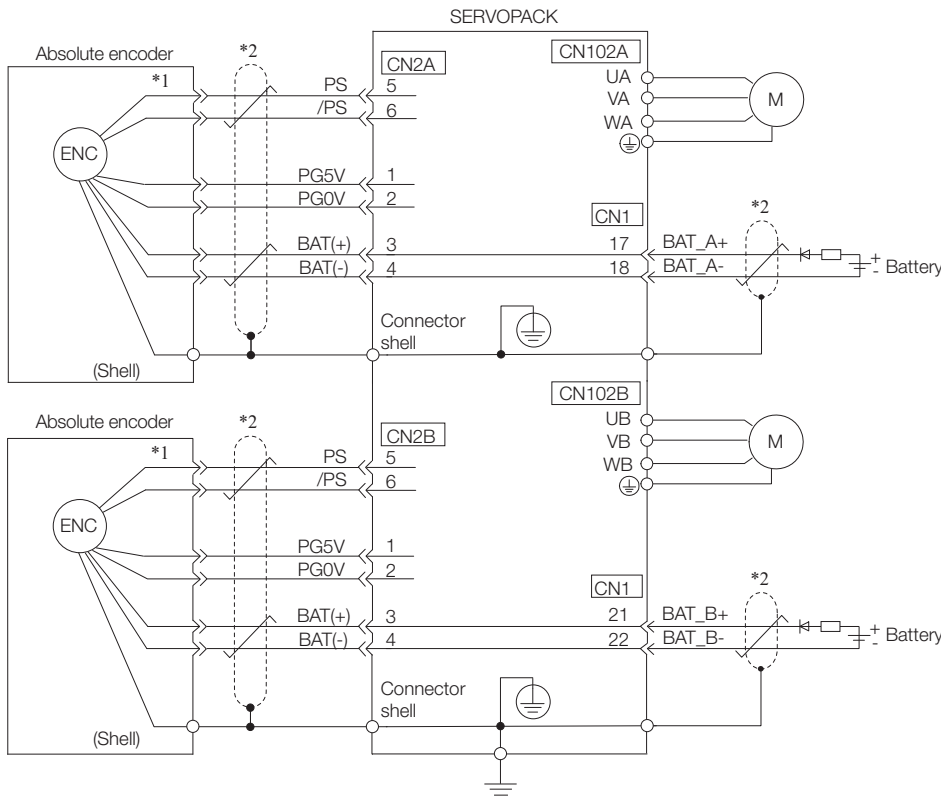 SERVOPACK
Absolute encoder
*2
CN2A
CN102A
*1
PS
5
UA
/PS
6
VA
WA
M
ENC
PG5V
1
PG0V
2
CN1
*2
BAT(+)
3
17
BAT_A+
BAT(-)
4
18
BAT_A-
+
-
Battery
Connector
shell
(Shell)
CN102B
Absolute encoder
*2
CN2B
UB
*1
PS
5
VB
/PS
6
WB
M
ENC
PG5V
1
PG0V
2
CN1
*2
BAT(+)
3
21
BAT_B+
BAT(-)
4
22
BAT_B-
+
-
Battery
Connector
shell
(Shell)